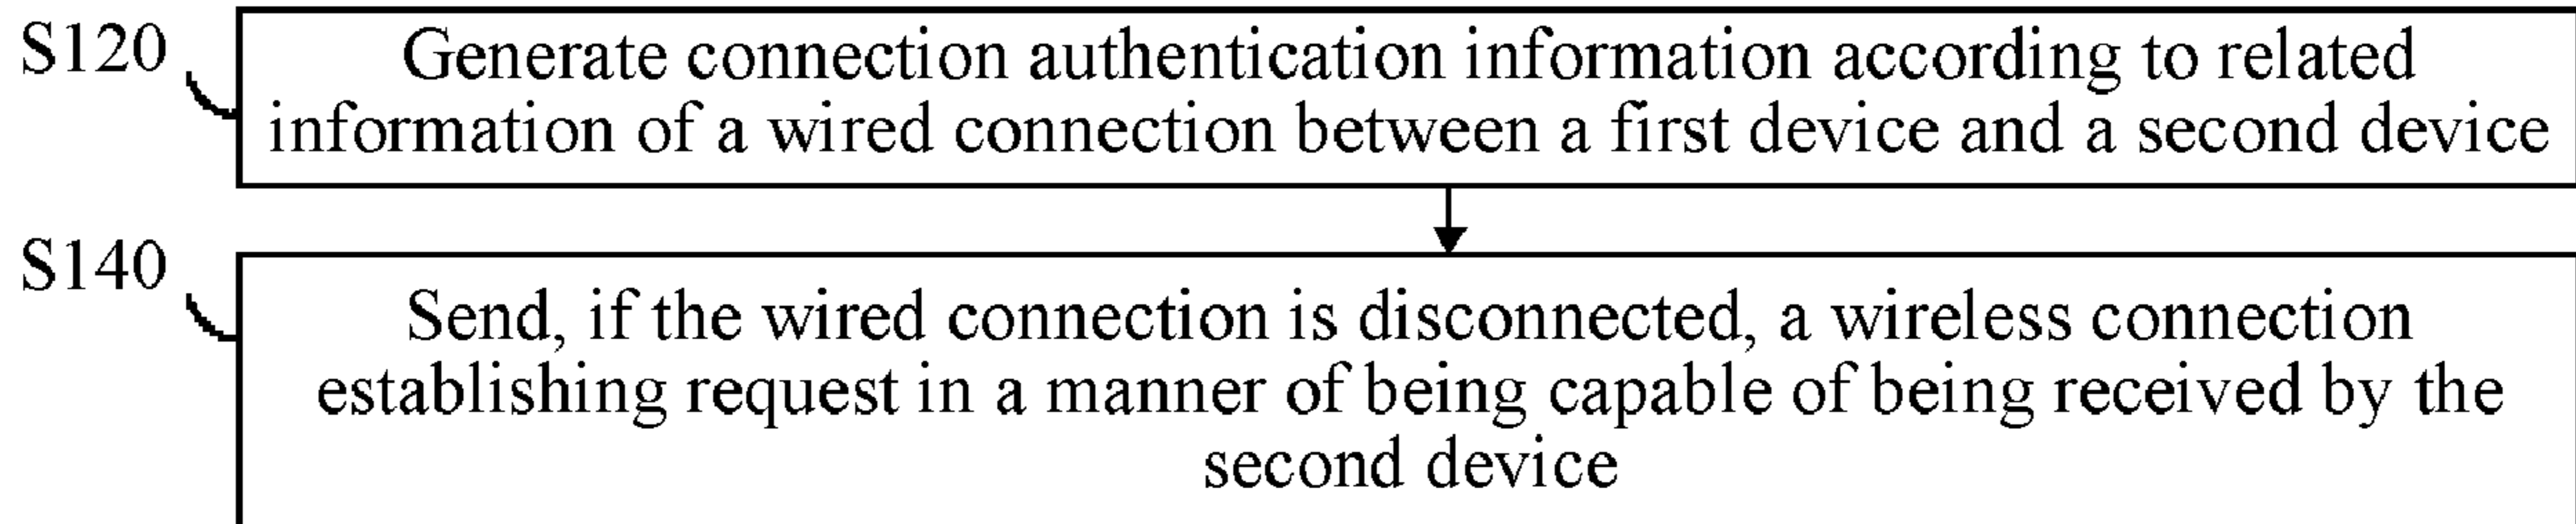 S120
Generate connection authentication information according to related
information of a wired connection between a first device and a second device
S140
Send, if the wired connection is disconnected, a wireless connection
establishing request in a manner of being capable of being received by the
second device